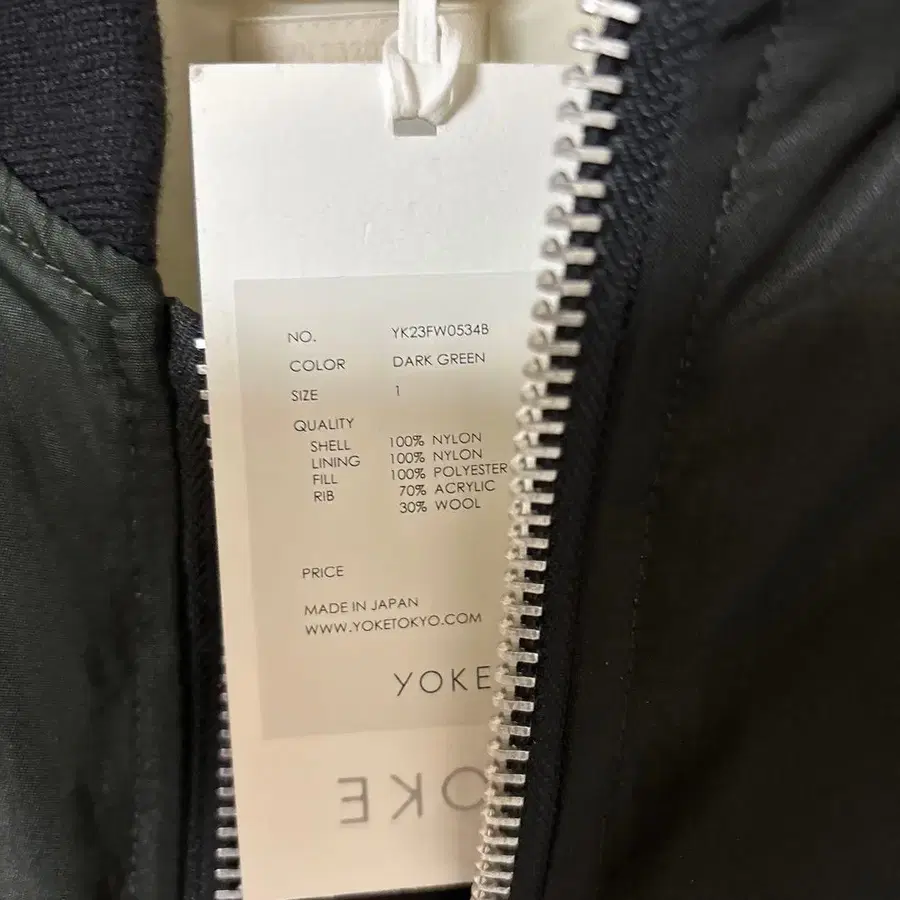 NO. YK23FW0534B
COLOR DARK GREEN
SIZE 1
QUALITY
SHELL 100% NYLON
LINING 100% NYLON
FILL 100% POLYESTER
RIB 70% ACRYLIC
30% WOOL
PRICE
MADE IN JAPAN
WWW.YOKETOKYO.COM
YOKE
OKE